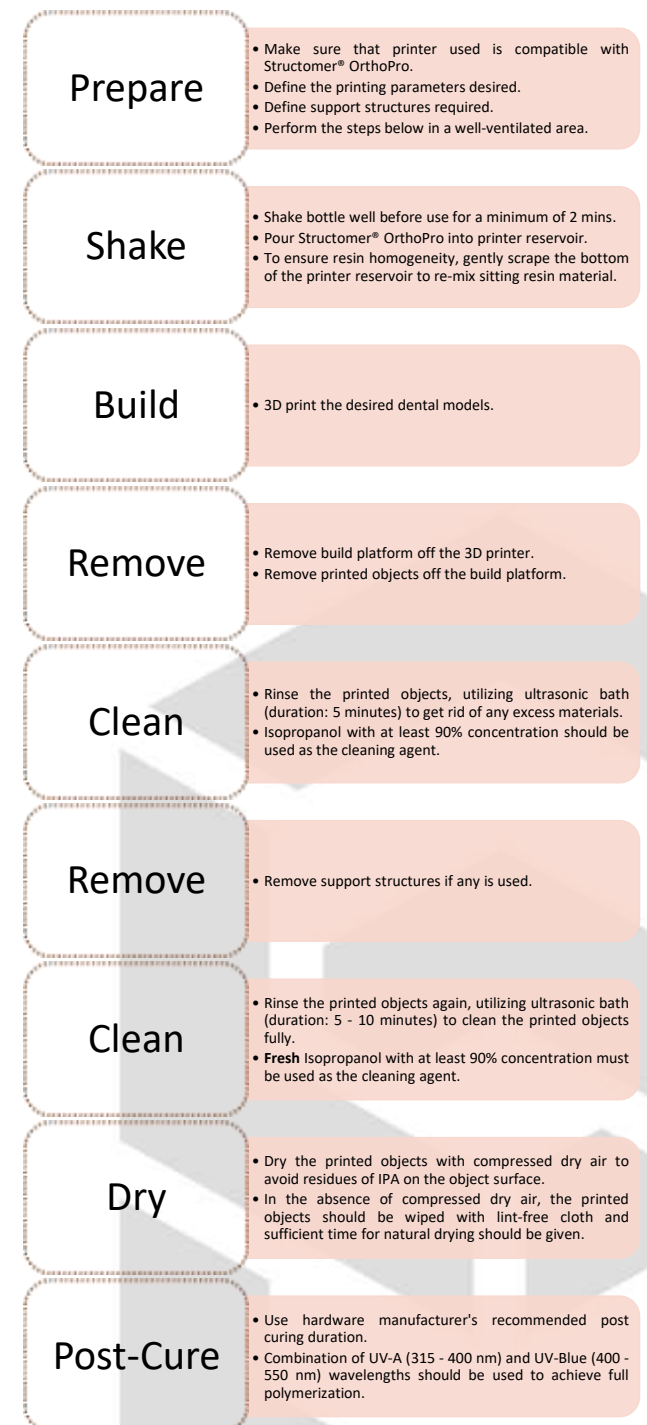 Prepare
• Make sure that printer used is compatible with
Structomer® OrthoPro.
• Define the printing parameters desired.
• Define support structures required.
• Perform the steps below in a well-ventilated area.
Shake
• Shake bottle well before use for a minimum of 2 mins.
• Pour Structomer® OrthoPro into printer reservoir.
• To ensure resin homogeneity, gently scrape the bottom
of the printer reservoir to re-mix sitting resin material.
Build
• 3D print the desired dental models.
Remove
• Remove build platform off the 3D printer.
• Remove printed objects off the build platform.
Clean
• Rinse the printed objects, utilizing ultrasonic bath
(duration: 5 minutes) to get rid of any excess materials.
• Isopropanol with at least 90% concentration should be
used as the cleaning agent.
Remove
• Remove support structures if any is used.
Clean
• Rinse the printed objects again, utilizing ultrasonic bath
(duration: 5 - 10 minutes) to clean the printed objects
fully.
• Fresh Isopropanol with at least 90% concentration must
be used as the cleaning agent.
Dry
• Dry the printed objects with compressed dry air to
avoid residues of IPA on the object surface.
• In the absence of compressed dry air, the printed
objects should be wiped with lint-free cloth and
sufficient time for natural drying should be given.
Post-Cure
• Use hardware manufacturer's recommended post
curing duration.
• Combination of UV-A (315 - 400 nm) and UV-Blue (400 -
550 nm) wavelengths should be used to achieve full
polymerization.